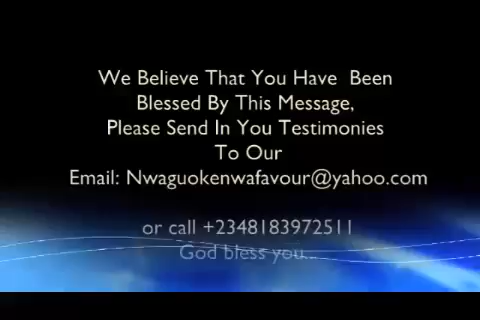 We Believe That You Have Been
Blessed By This Message,
Please Send In You Testimonies
To Our
Email: Nwaguokenwafavour@yahoo.com
or call +2348183972511
God bless you...